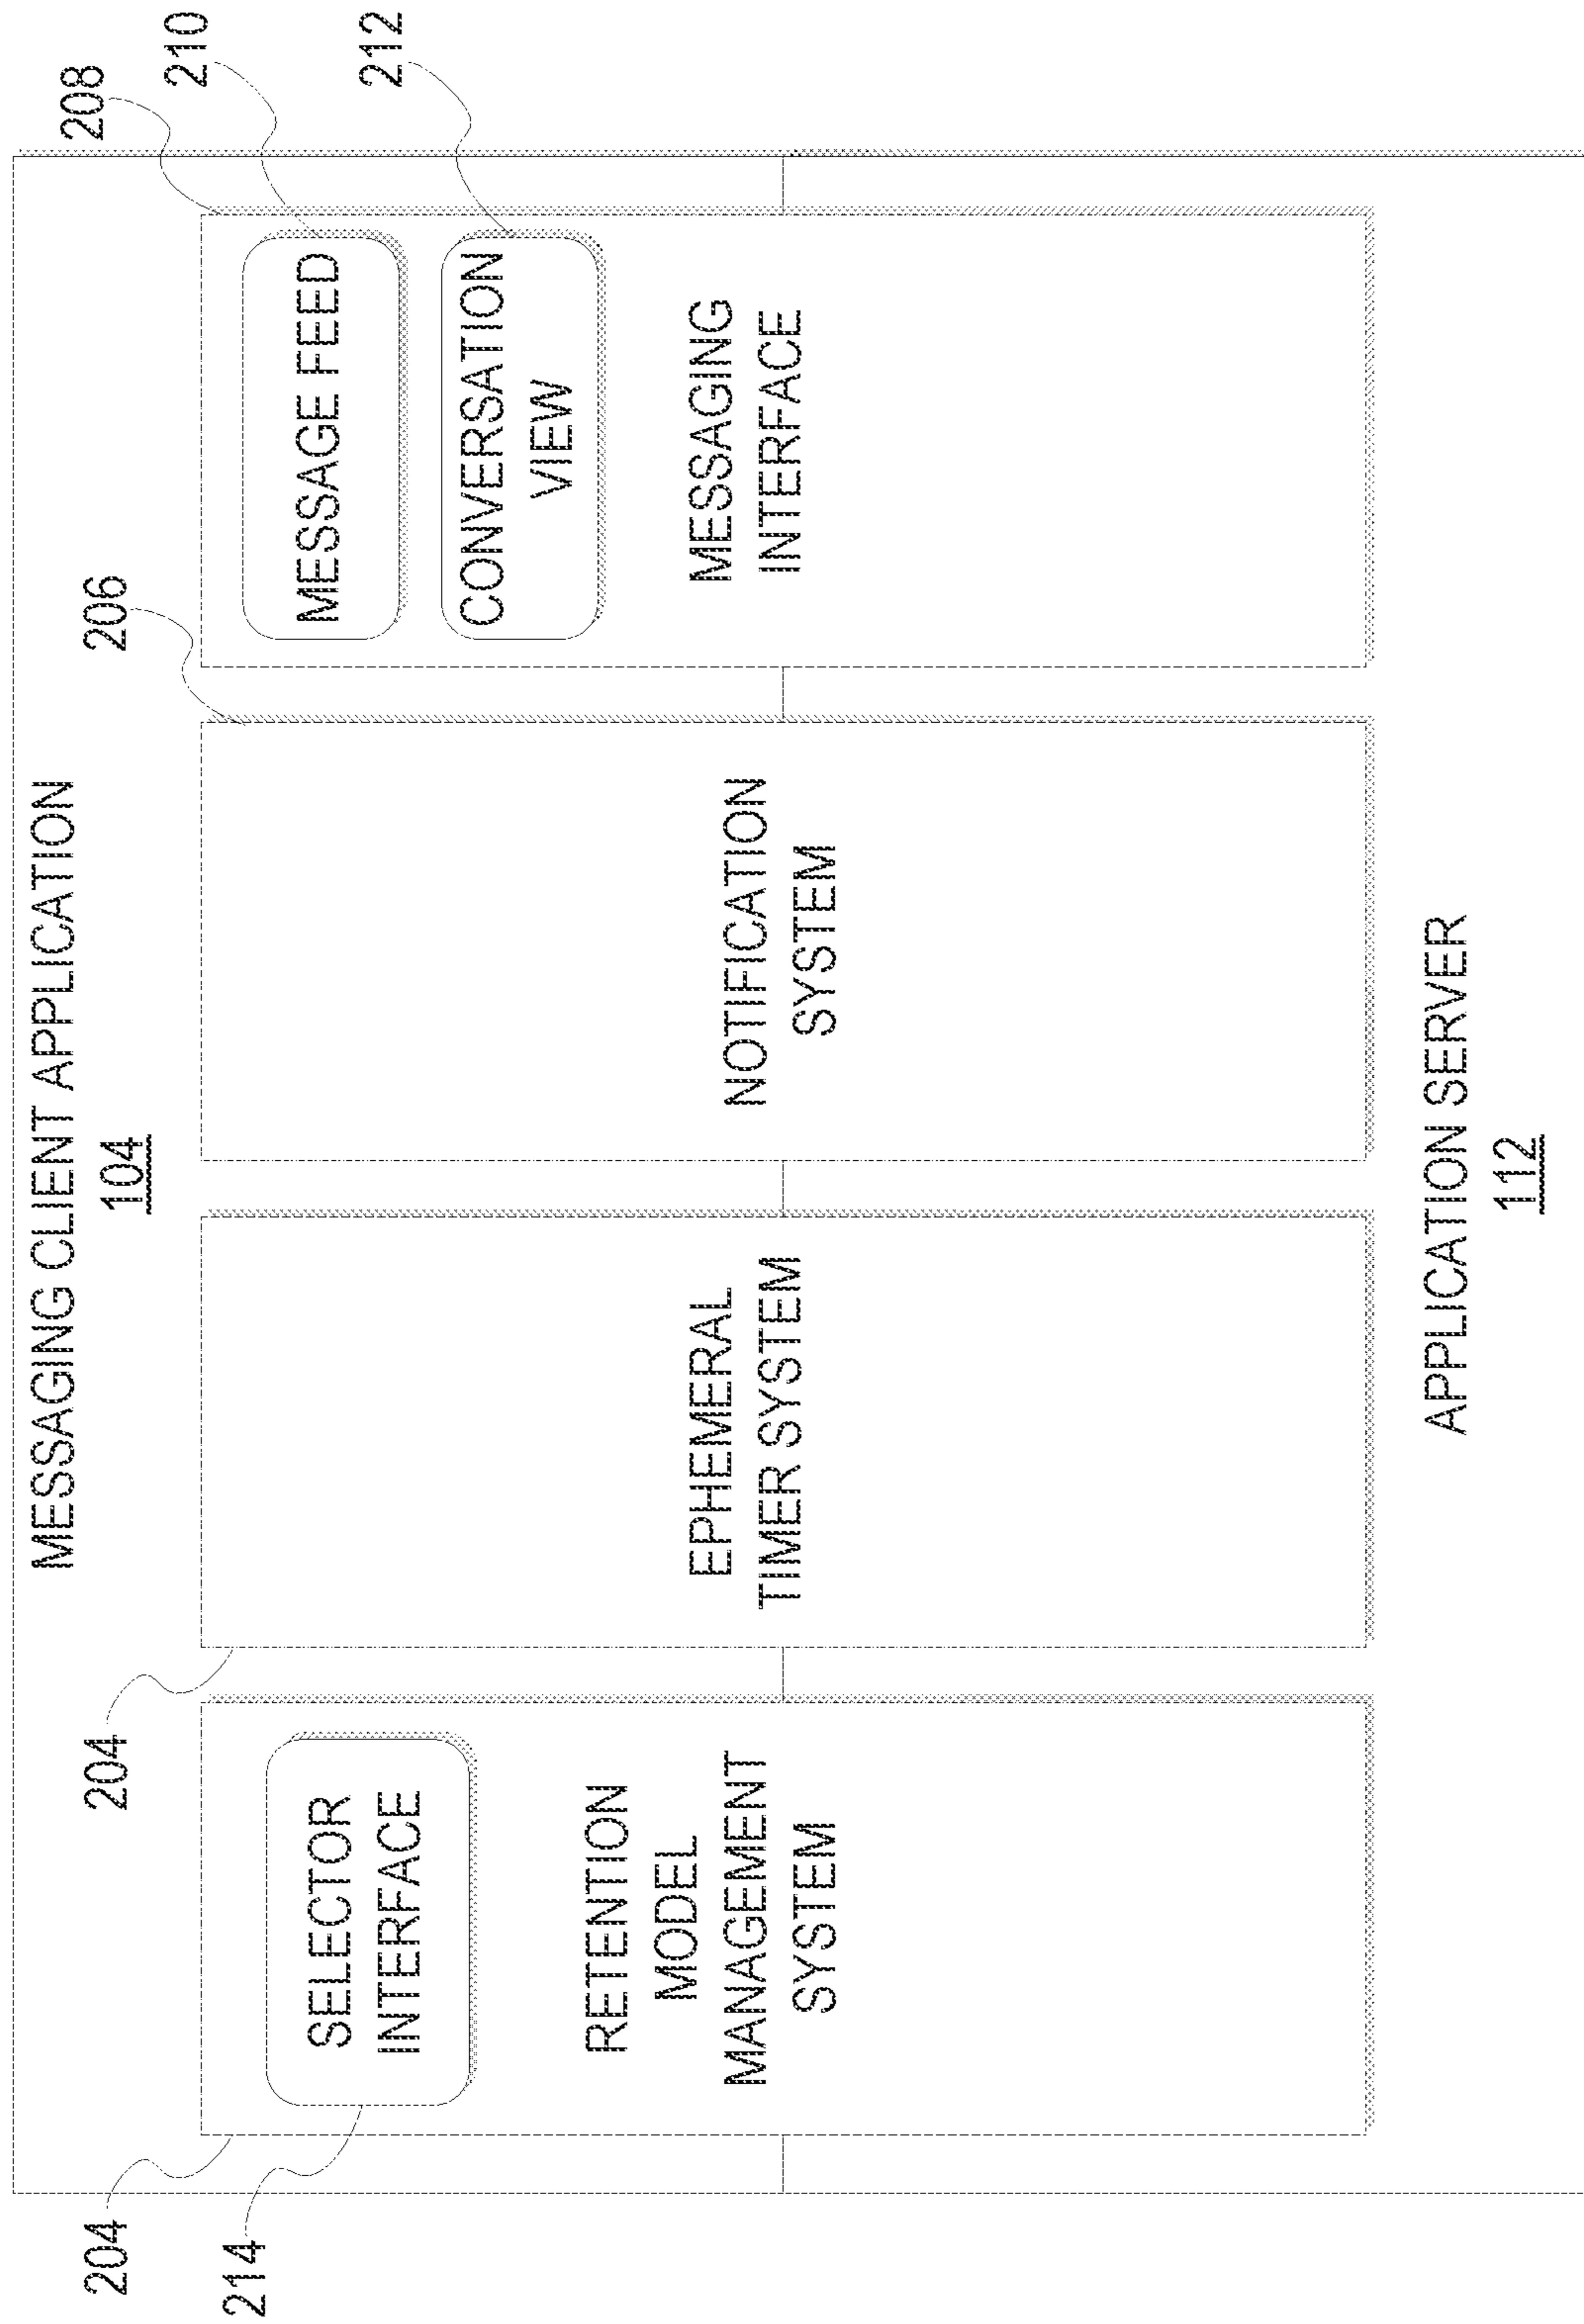 MESSAGING CLIENT APPLICATION
104
204
214
SELECTOR
INTERFACE
RETENTION
MODEL
MANAGEMENT
SYSTEM
204
EPHEMERAL
TIMER SYSTEM
206
NOTIFICATION
SYSTEM
208
210
212
MESSAGE FEED
CONVERSATION
VIEW
MESSAGING
INTERFACE
APPLICATION SERVER
112